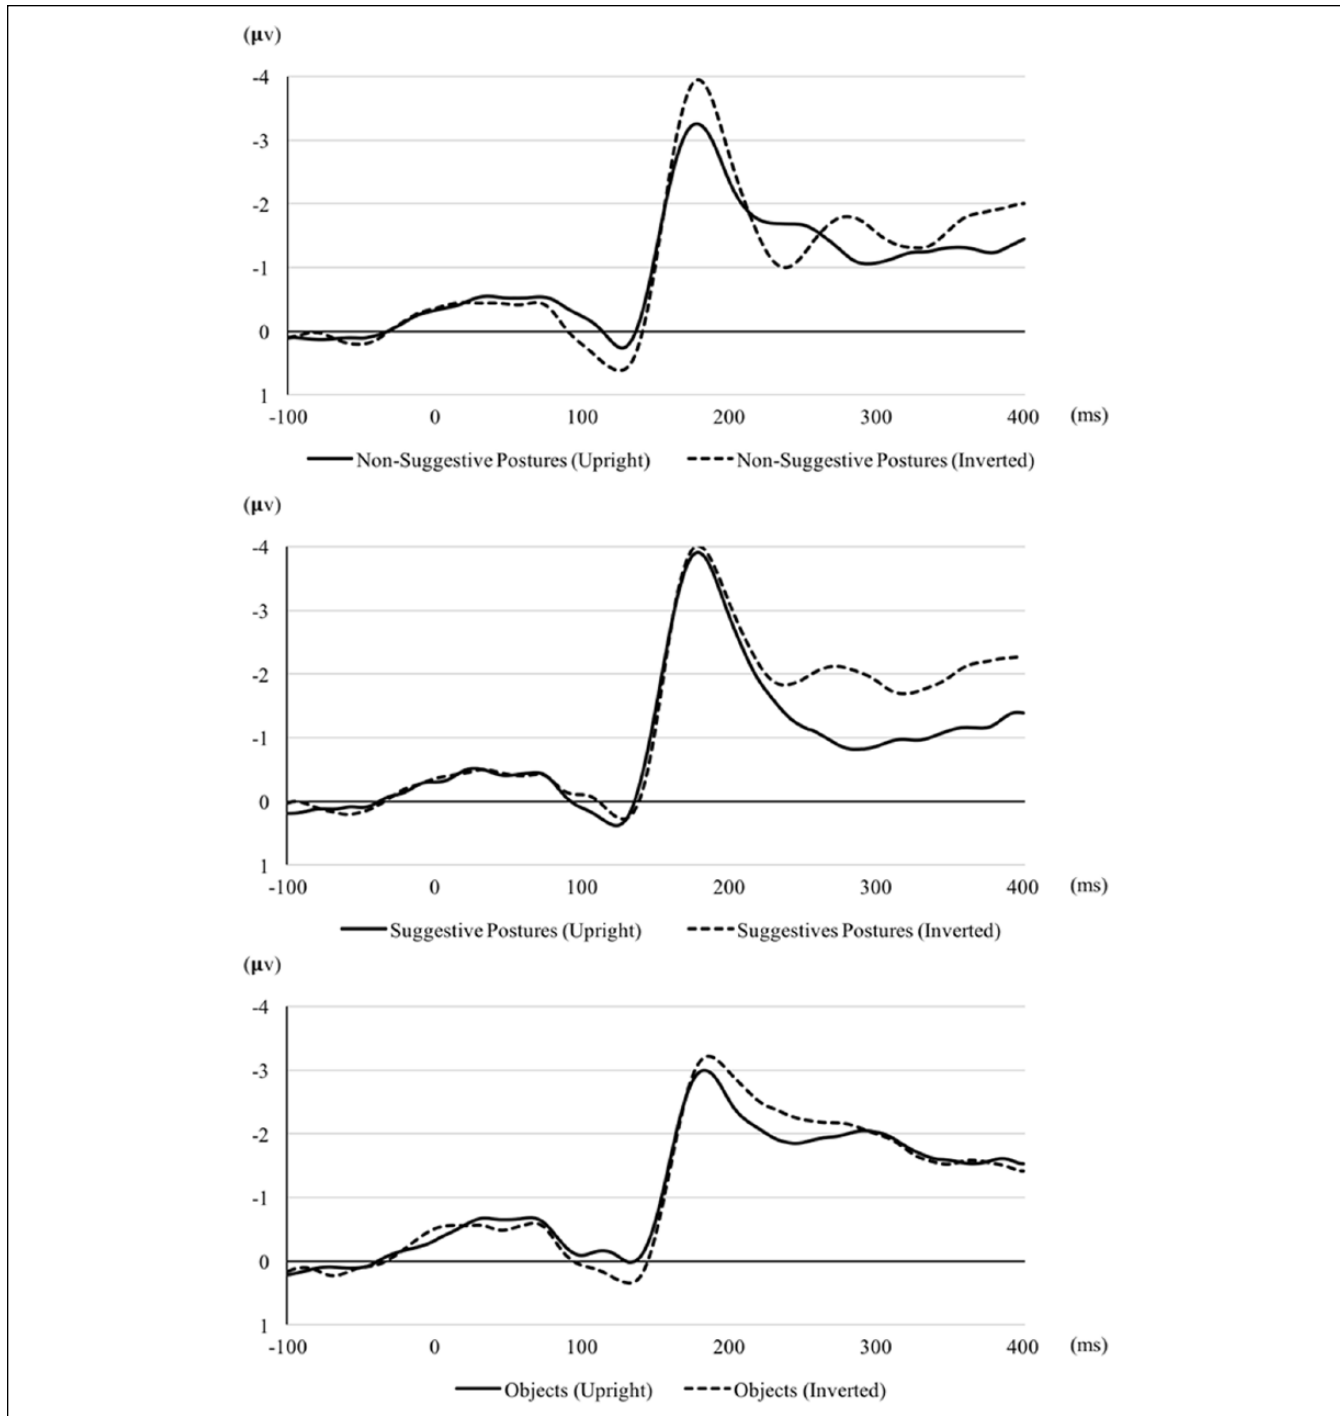 (μv)
-4
-3
-2
-1
0
1
-100 0 100 200 300 400 (ms)
Non-Suggestive Postures (Upright) Non-Suggestive Postures (Inverted)
(μv)
-4
-3
-2
-1
0
1
-100 0 100 200 300 400 (ms)
Suggestive Postures (Upright) Suggestives Postures (Inverted)
(μv)
-4
-3
-2
-1
0
1
-100 0 100 200 300 400 (ms)
Objects (Upright) Objects (Inverted)